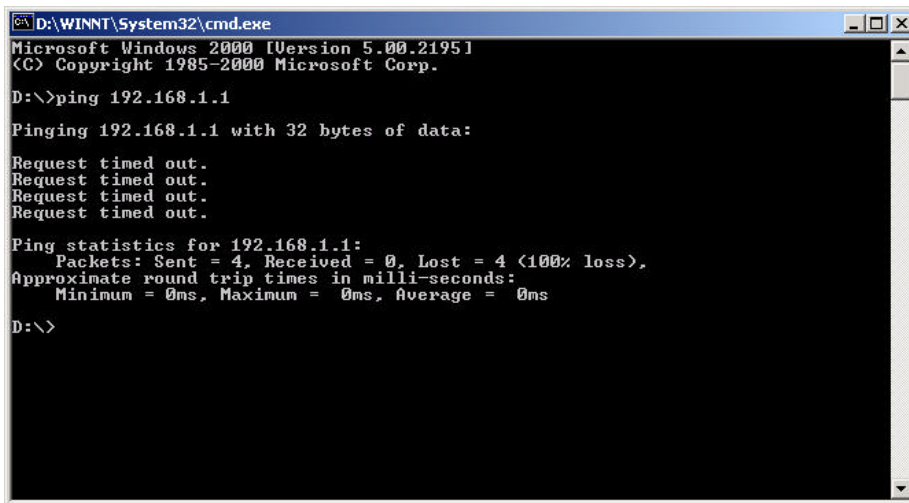 D:\WINNT\System32\cmd.exe
Microsoft Windows 2000 [Version 5.00.2195]
(C) Copyright 1985-2000 Microsoft Corp.
D:\>ping 192.168.1.1
Pinging 192.168.1.1 with 32 bytes of data:
Request timed out.
Request timed out.
Request timed out.
Request timed out.
Ping statistics for 192.168.1.1:
    Packets: Sent = 4, Received = 0, Lost = 4 (100% loss),
Approximate round trip times in milli-seconds:
    Minimum = 0ms, Maximum =  0ms, Average =  0ms
D:\>